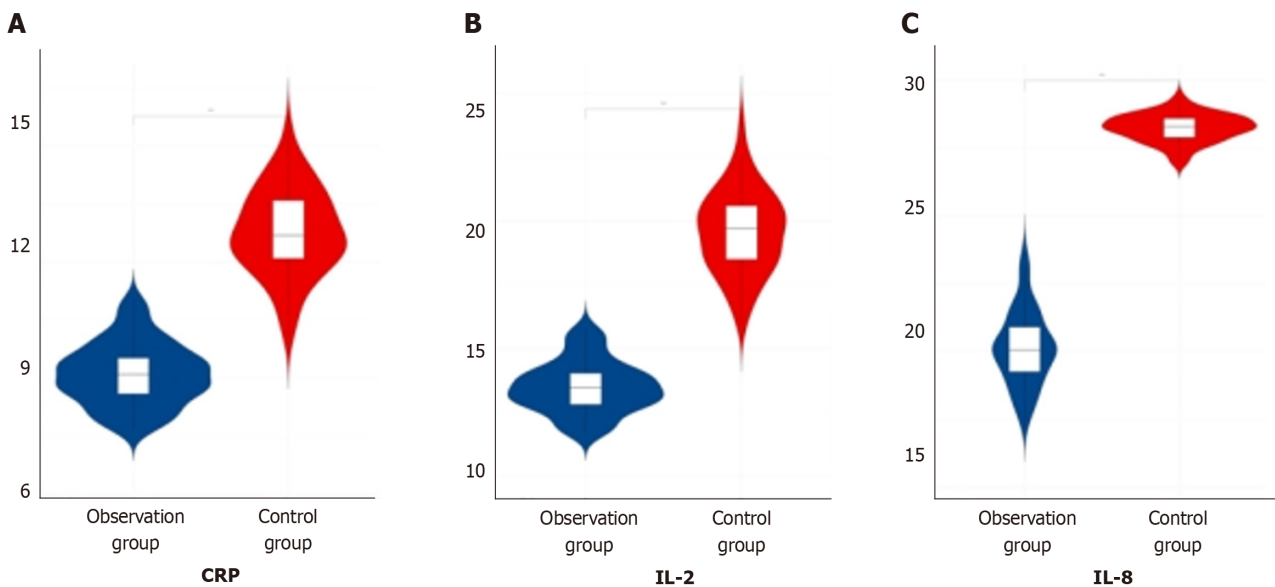 A
15
12
9
6
Observation group
Control group
CRP
B
25
20
15
10
Observation group
Control group
IL-2
C
30
25
20
15
Observation group
Control group
IL-8